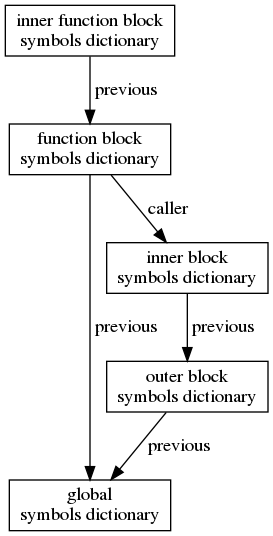 inner function block
symbols dictionary
previous
function block
symbols dictionary
caller
inner block
symbols dictionary
previous
previous
outer block
symbols dictionary
previous
global
symbols dictionary